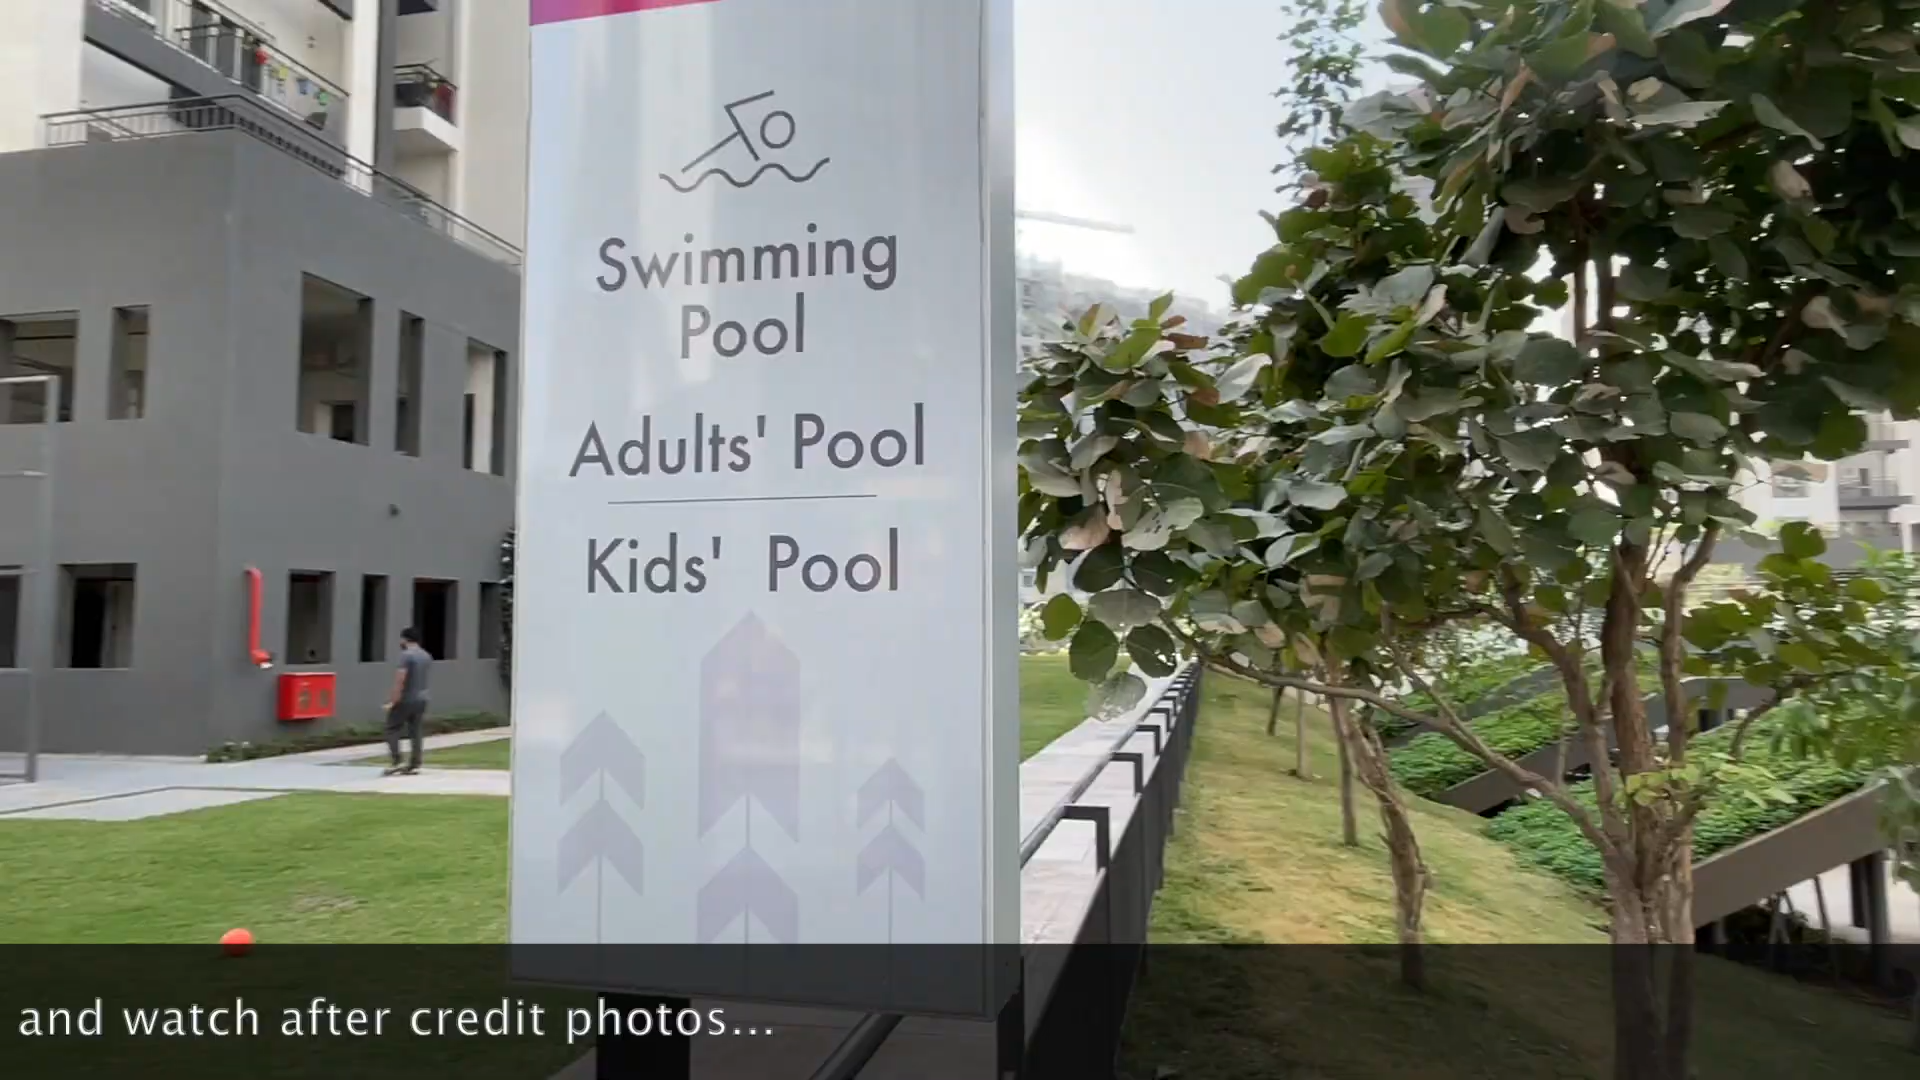 Swimming
Pool
Adults' Pool
Kids' Pool
and watch after credit photos...